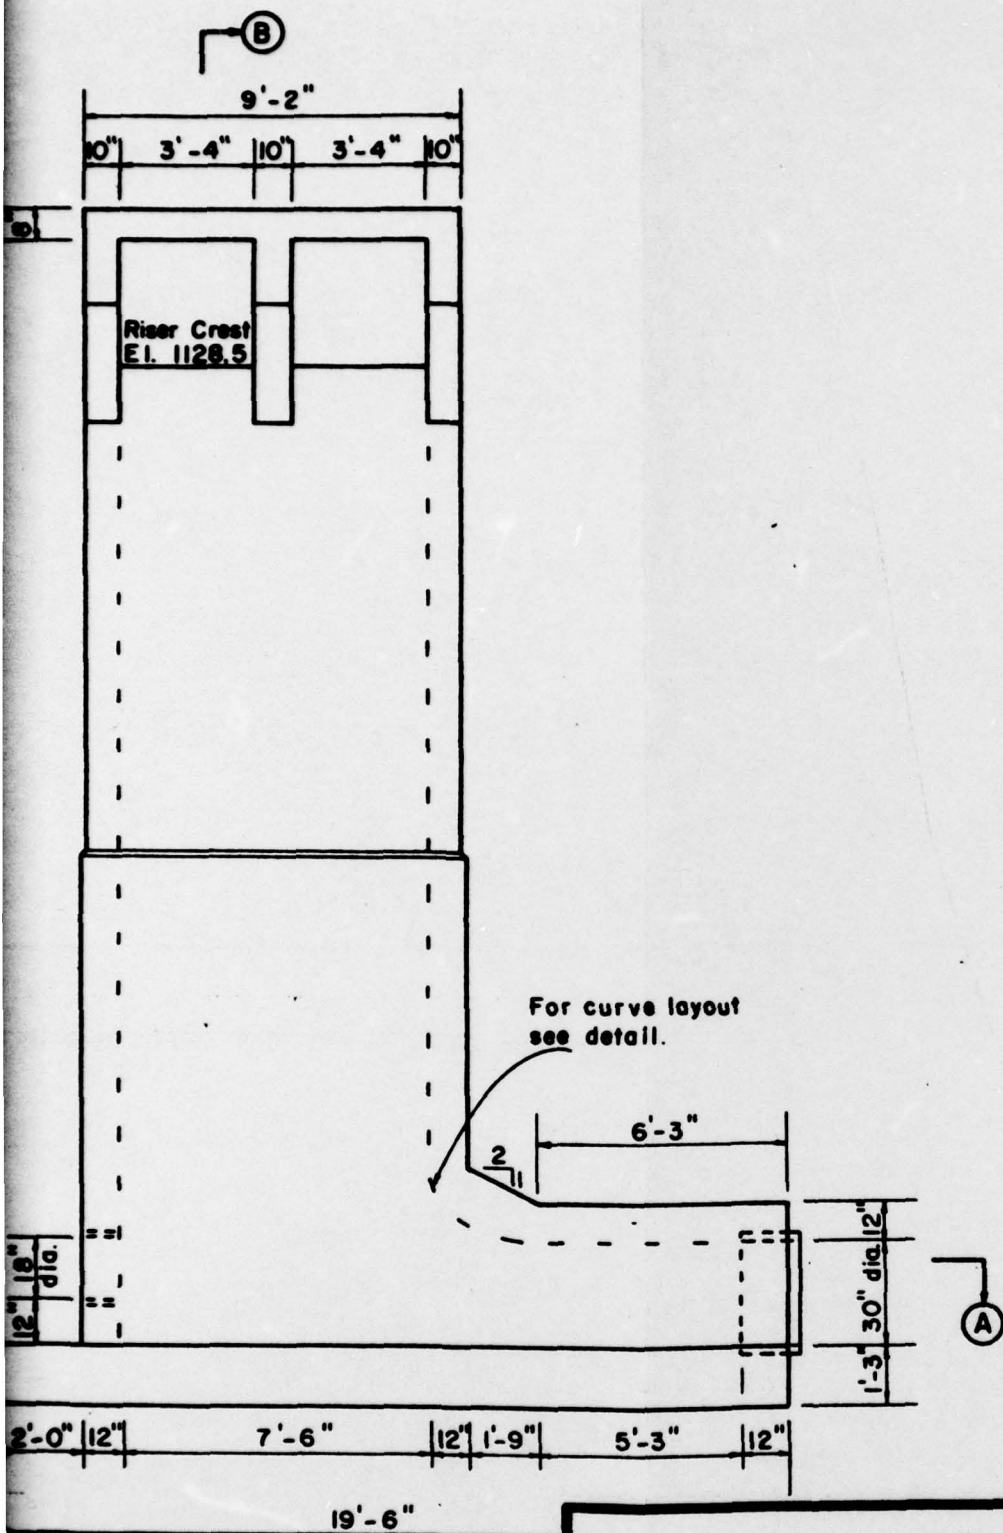 B
9'-2"
10" 3'-4" 10" 3'-4" 10"
8"
Riser Crest
El. 1128.5
For curve layout
see detail.
6'-3"
2
1
12"
18"
dia.
12"
30" dia.
A
1'-3"
2'-0" 12" 7'-6" 12" 1'-9" 5'-3" 12"
19'-6"